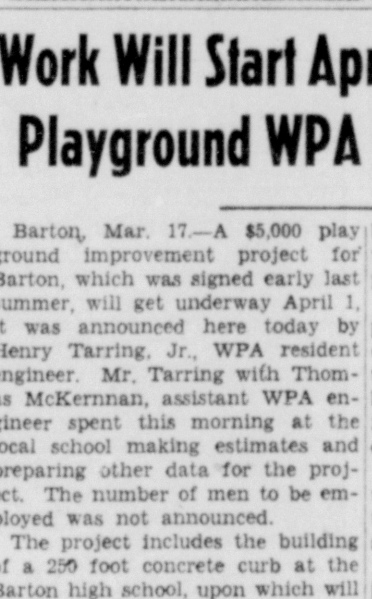 Work Will Start Apr
Playground WPA
Barton, Mar. 17.—A $5,000 play
ground improvement project for
Barton, which was signed early last
ummer, will get underway April 1,
t was announced here today by
Henry Tarring, Jr., WPA resident
engineer. Mr. Tarring with Thom-
as McKernnan, assistant WPA en-
gineer spent this morning at the
ocal school making estimates and
preparing other data for the proj-
ect. The number of men to be em-
ployed was not announced.
The project includes the building
of a 250 foot concrete curb at the
Barton high school, upon which will